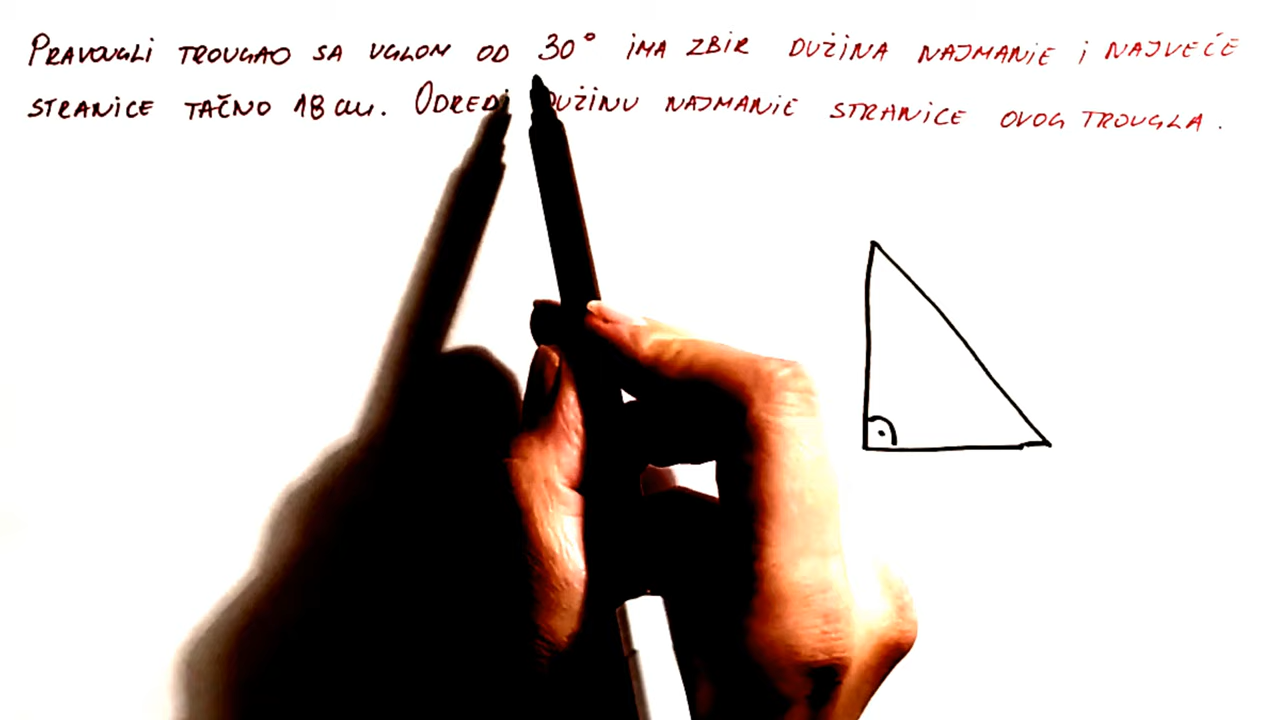 PRAVOUGLI TROUGAO SA UGLOM OD 30° IMA ZBIR DUŽINA NAJMANJE I NAJVEĆE
STRANICE TAČNO 18 cm. ODREDI DUŽINU NAJMANJE STRANICE OVOG TROUGLA.